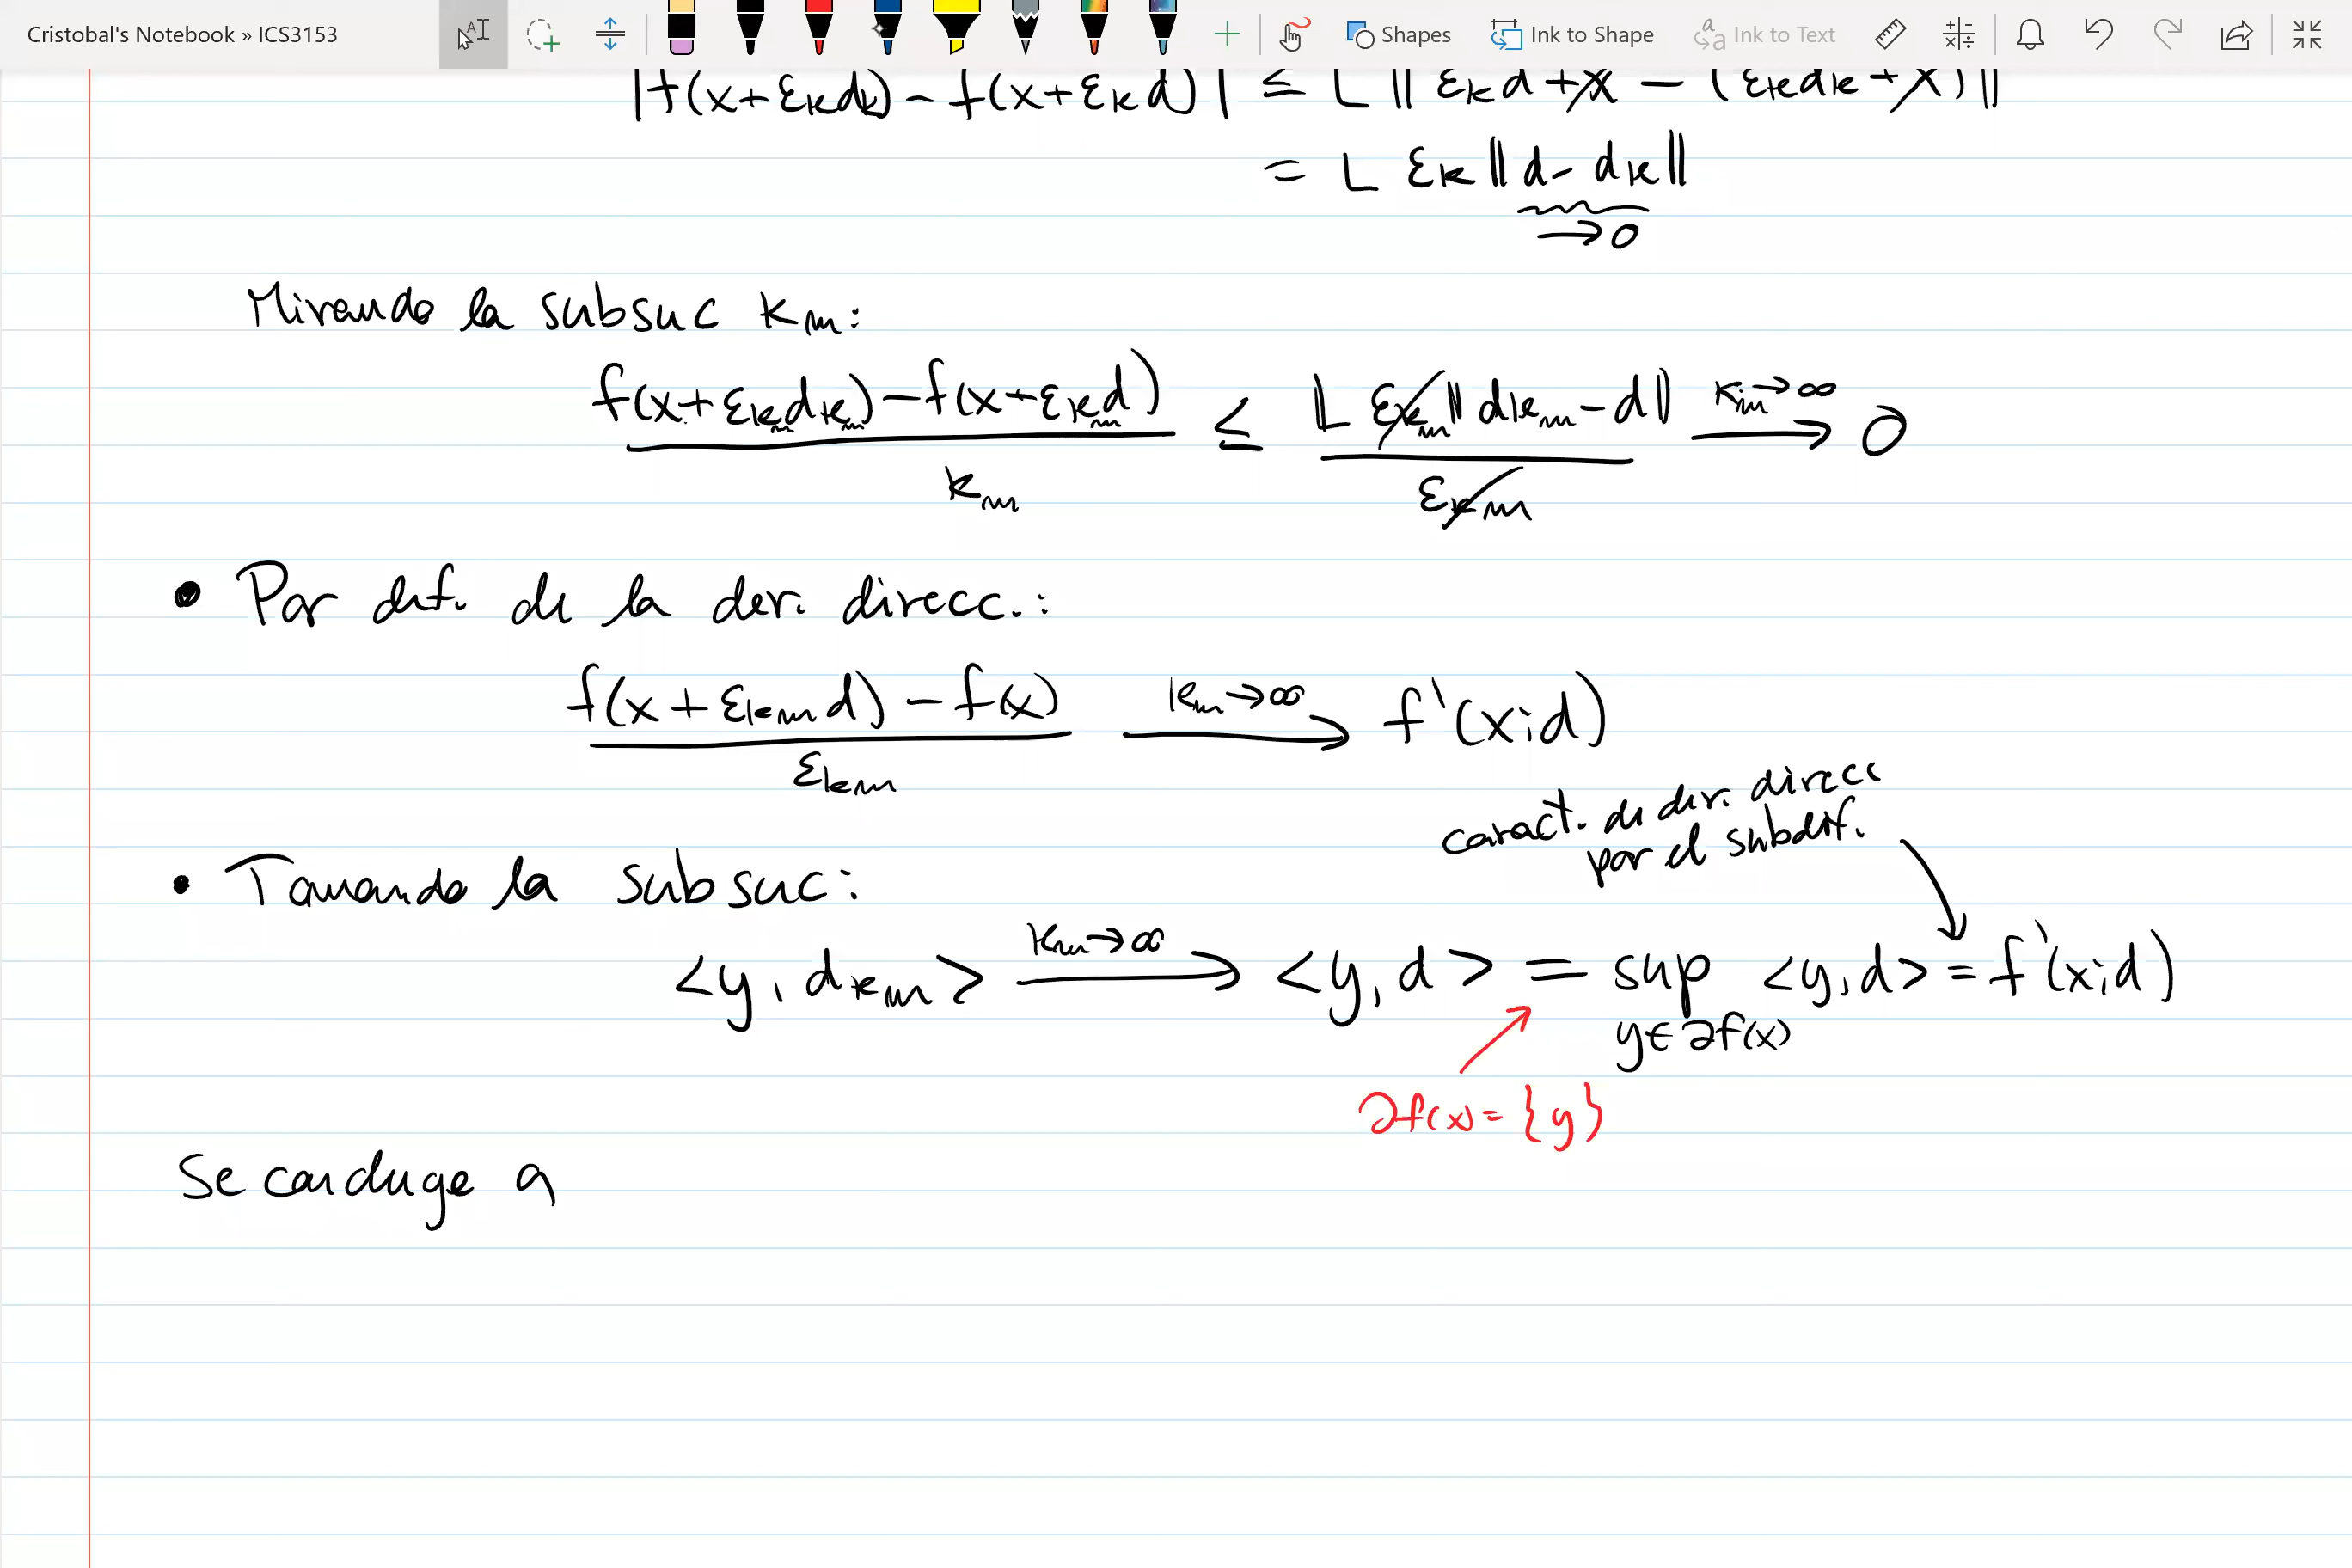 Cristobal's Notebook » ICS3153
Shapes
Ink to Shape
Ink to Text
|f(x+εₖdₖ) - f(x+εₖd)| ≤ L ‖εₖd + x - (εₖdₖ + x)‖
= L εₖ‖d - dₖ‖
→ 0
Mirando la subsuc kₘ:
f(x+εₖₘdₖₘ) - f(x+εₖₘd) / kₘ ≤ L εₖₘ‖dₖₘ - d‖ / εₖₘ kₘ→∞ → 0
• Por def. de la der. direcc.:
f(x + εₖₘd) - f(x) / εₖₘ kₘ→∞ → f'(x;d)
caract. de der. direcc
por el subdif.
• Tomando la subsuc:
<y, dₖₘ> kₘ→∞ → <y, d> = sup <y,d> = f'(x;d)
y∈∂f(x)
∂f(x) = {y}
Se conduge a